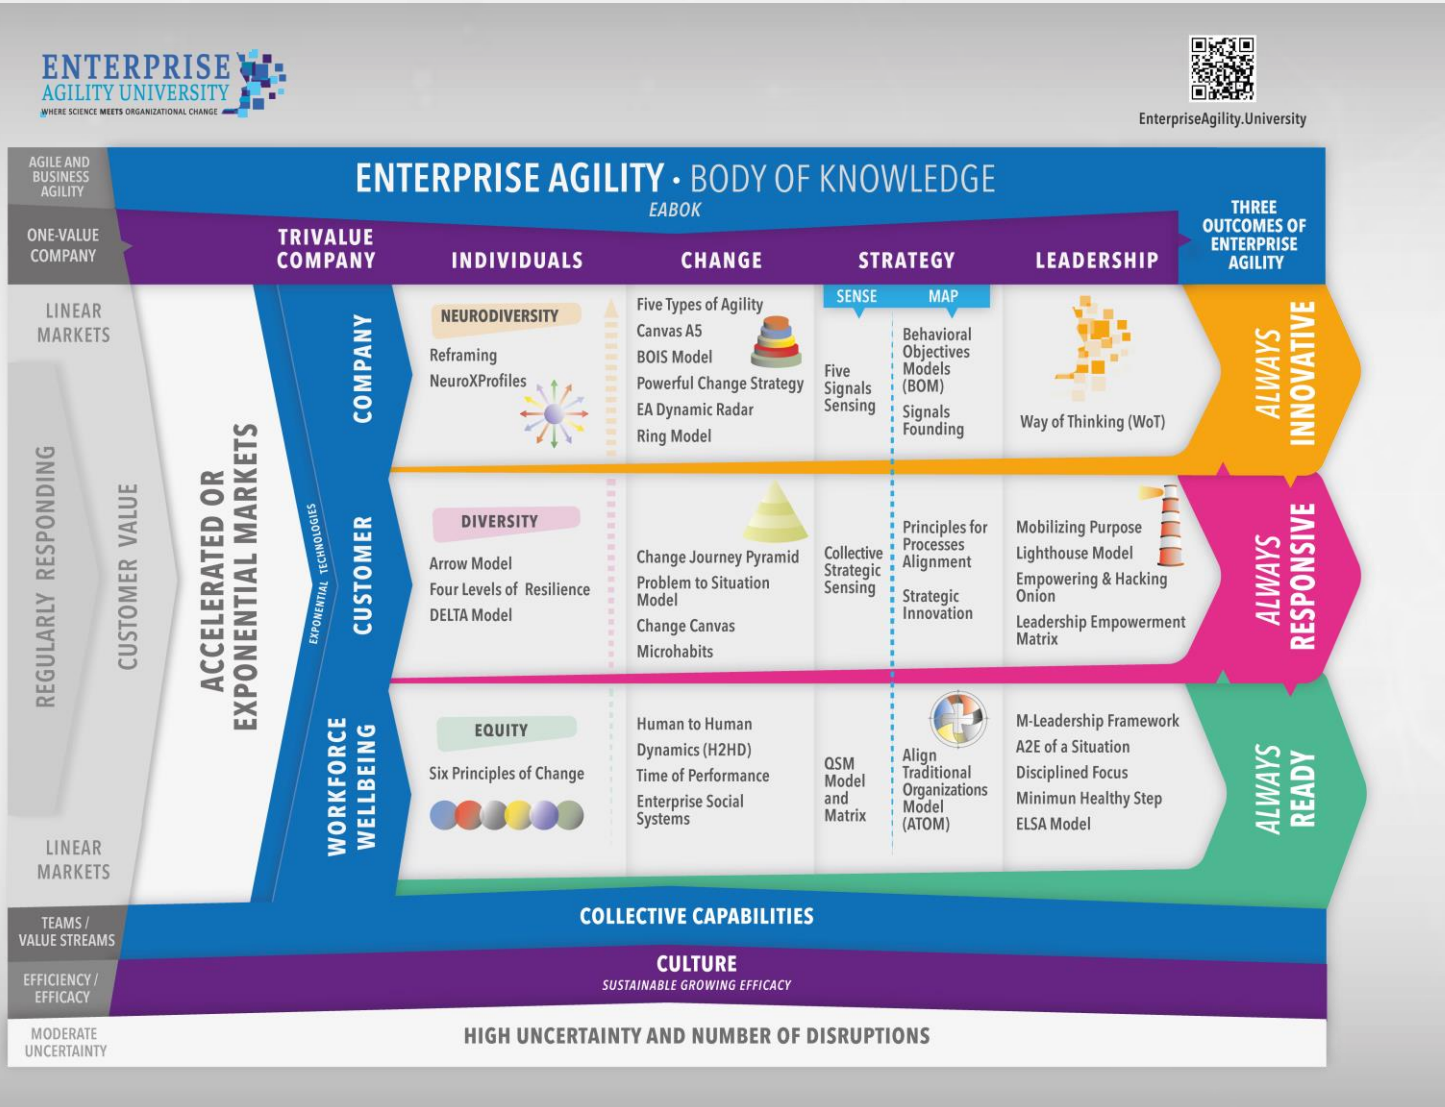 ENTERPRISE
AGILITY UNIVERSITY
WHERE SCIENCE MEETS ORGANIZATIONAL CHANGE
EnterpriseAgility.University
AGILE AND
BUSINESS
AGILITY
ENTERPRISE AGILITY · BODY OF KNOWLEDGE
EABOK
ONE-VALUE
COMPANY
TRIVALUE
COMPANY
INDIVIDUALS
CHANGE
STRATEGY
LEADERSHIP
THREE
OUTCOMES OF
ENTERPRISE
AGILITY
LINEAR
MARKETS
REGULARLY RESPONDING
CUSTOMER VALUE
LINEAR
MARKETS
ACCELERATED OR
EXPONENTIAL MARKETS
EXPONENTIAL TECHNOLOGIES
COMPANY
NEURODIVERSITY
Reframing
NeuroXProfiles
Five Types of Agility
Canvas A5
BOIS Model
Powerful Change Strategy
EA Dynamic Radar
Ring Model
SENSE
MAP
Five
Signals
Sensing
Behavioral
Objectives
Models
(BOM)
Signals
Founding
Way of Thinking (WoT)
ALWAYS
INNOVATIVE
CUSTOMER
DIVERSITY
Arrow Model
Four Levels of Resilience
DELTA Model
Change Journey Pyramid
Problem to Situation
Model
Change Canvas
Microhabits
Collective
Strategic
Sensing
Principles for
Processes
Alignment
Strategic
Innovation
Mobilizing Purpose
Lighthouse Model
Empowering & Hacking
Onion
Leadership Empowerment
Matrix
ALWAYS
RESPONSIVE
WORKFORCE
WELLBEING
EQUITY
Six Principles of Change
Human to Human
Dynamics (H2HD)
Time of Performance
Enterprise Social
Systems
QSM
Model
and
Matrix
Align
Traditional
Organizations
Model
(ATOM)
M-Leadership Framework
A2E of a Situation
Disciplined Focus
Minimun Healthy Step
ELSA Model
ALWAYS
READY
TEAMS /
VALUE STREAMS
COLLECTIVE CAPABILITIES
EFFICIENCY /
EFFICACY
CULTURE
SUSTAINABLE GROWING EFFICACY
MODERATE
UNCERTAINTY
HIGH UNCERTAINTY AND NUMBER OF DISRUPTIONS